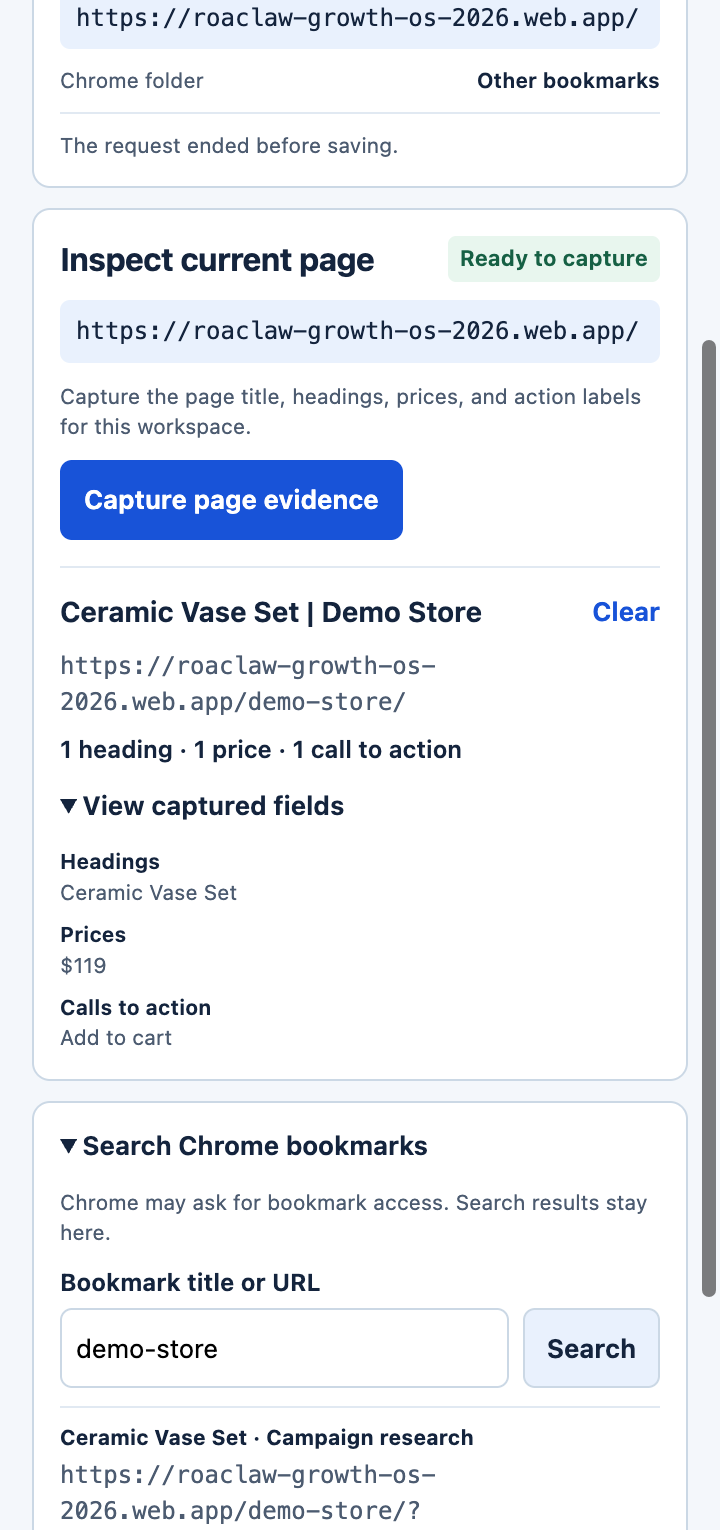 https://roaclaw-growth-os-2026.web.app/
Chrome folder
Other bookmarks
The request ended before saving.
Inspect current page
Ready to capture
https://roaclaw-growth-os-2026.web.app/
Capture the page title, headings, prices, and action labels
for this workspace.
Capture page evidence
Ceramic Vase Set | Demo Store
Clear
https://roaclaw-growth-os-
2026.web.app/demo-store/
1 heading · 1 price · 1 call to action
▼ View captured fields
Headings
Ceramic Vase Set
Prices
$119
Calls to action
Add to cart
▼ Search Chrome bookmarks
Chrome may ask for bookmark access. Search results stay
here.
Bookmark title or URL
demo-store
Search
Ceramic Vase Set · Campaign research
https://roaclaw-growth-os-
2026.web.app/demo-store/?